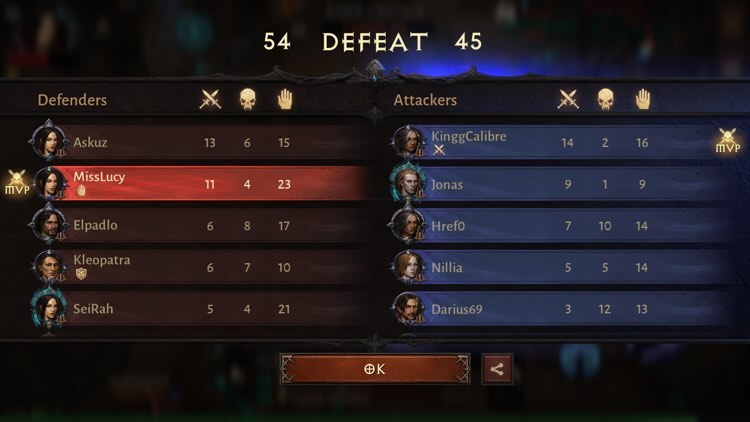 54 DEFEAT 45
Defenders
Attackers
Askuz 13 6 15
KinggCalibre 14 2 16
MVP
MVP
MissLucy 11 4 23
Jonas 9 1 9
Elpadlo 6 8 17
Href0 7 10 14
Kleopatra 6 7 10
Nillia 5 5 14
SeiRah 5 4 21
Darius69 3 12 13
OK